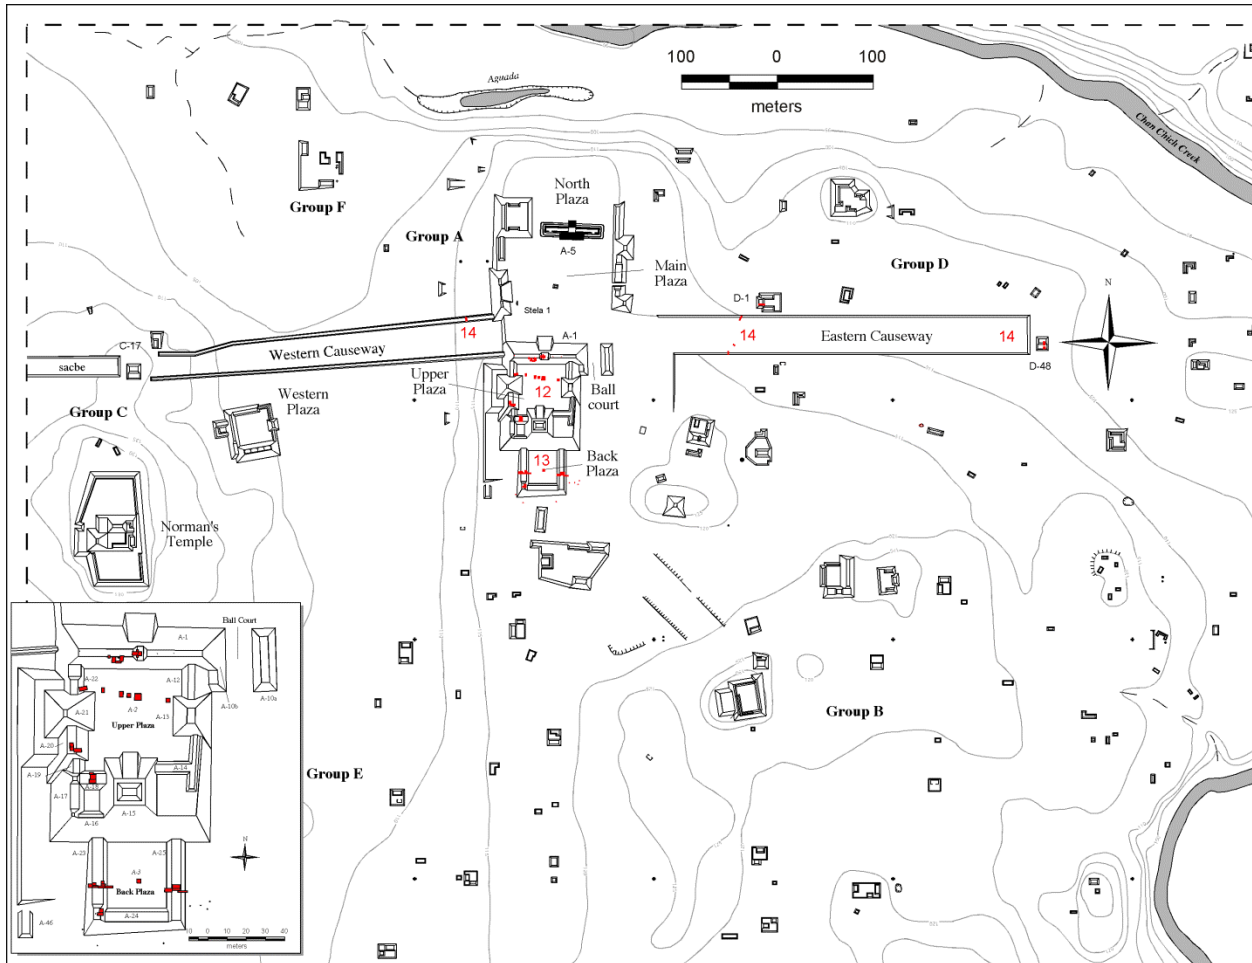 100 0 100
meters
Aguada
Chan Chich Creek
North
Plaza
Group F
Group A
A-5
Main
Plaza
Group D
D-1
Stela 1
14
14
14
A-1
C-17
Western Causeway
Eastern Causeway
sacbe
D-48
N
Upper
Plaza
12
Ball
court
Western
Plaza
Group C
13
Back
Plaza
Norman's
Temple
Group B
Group E
Ball Court
A-1
A-22
A-12
A-2
A-13
A-10b
A-10a
A-21
Upper Plaza
A-20
A-19
A-14
A-18
A-17
A-15
A-16
A-23
A-25
N
A-3
Back Plaza
A-24
A-46
10 0 10 20 30 40
meters